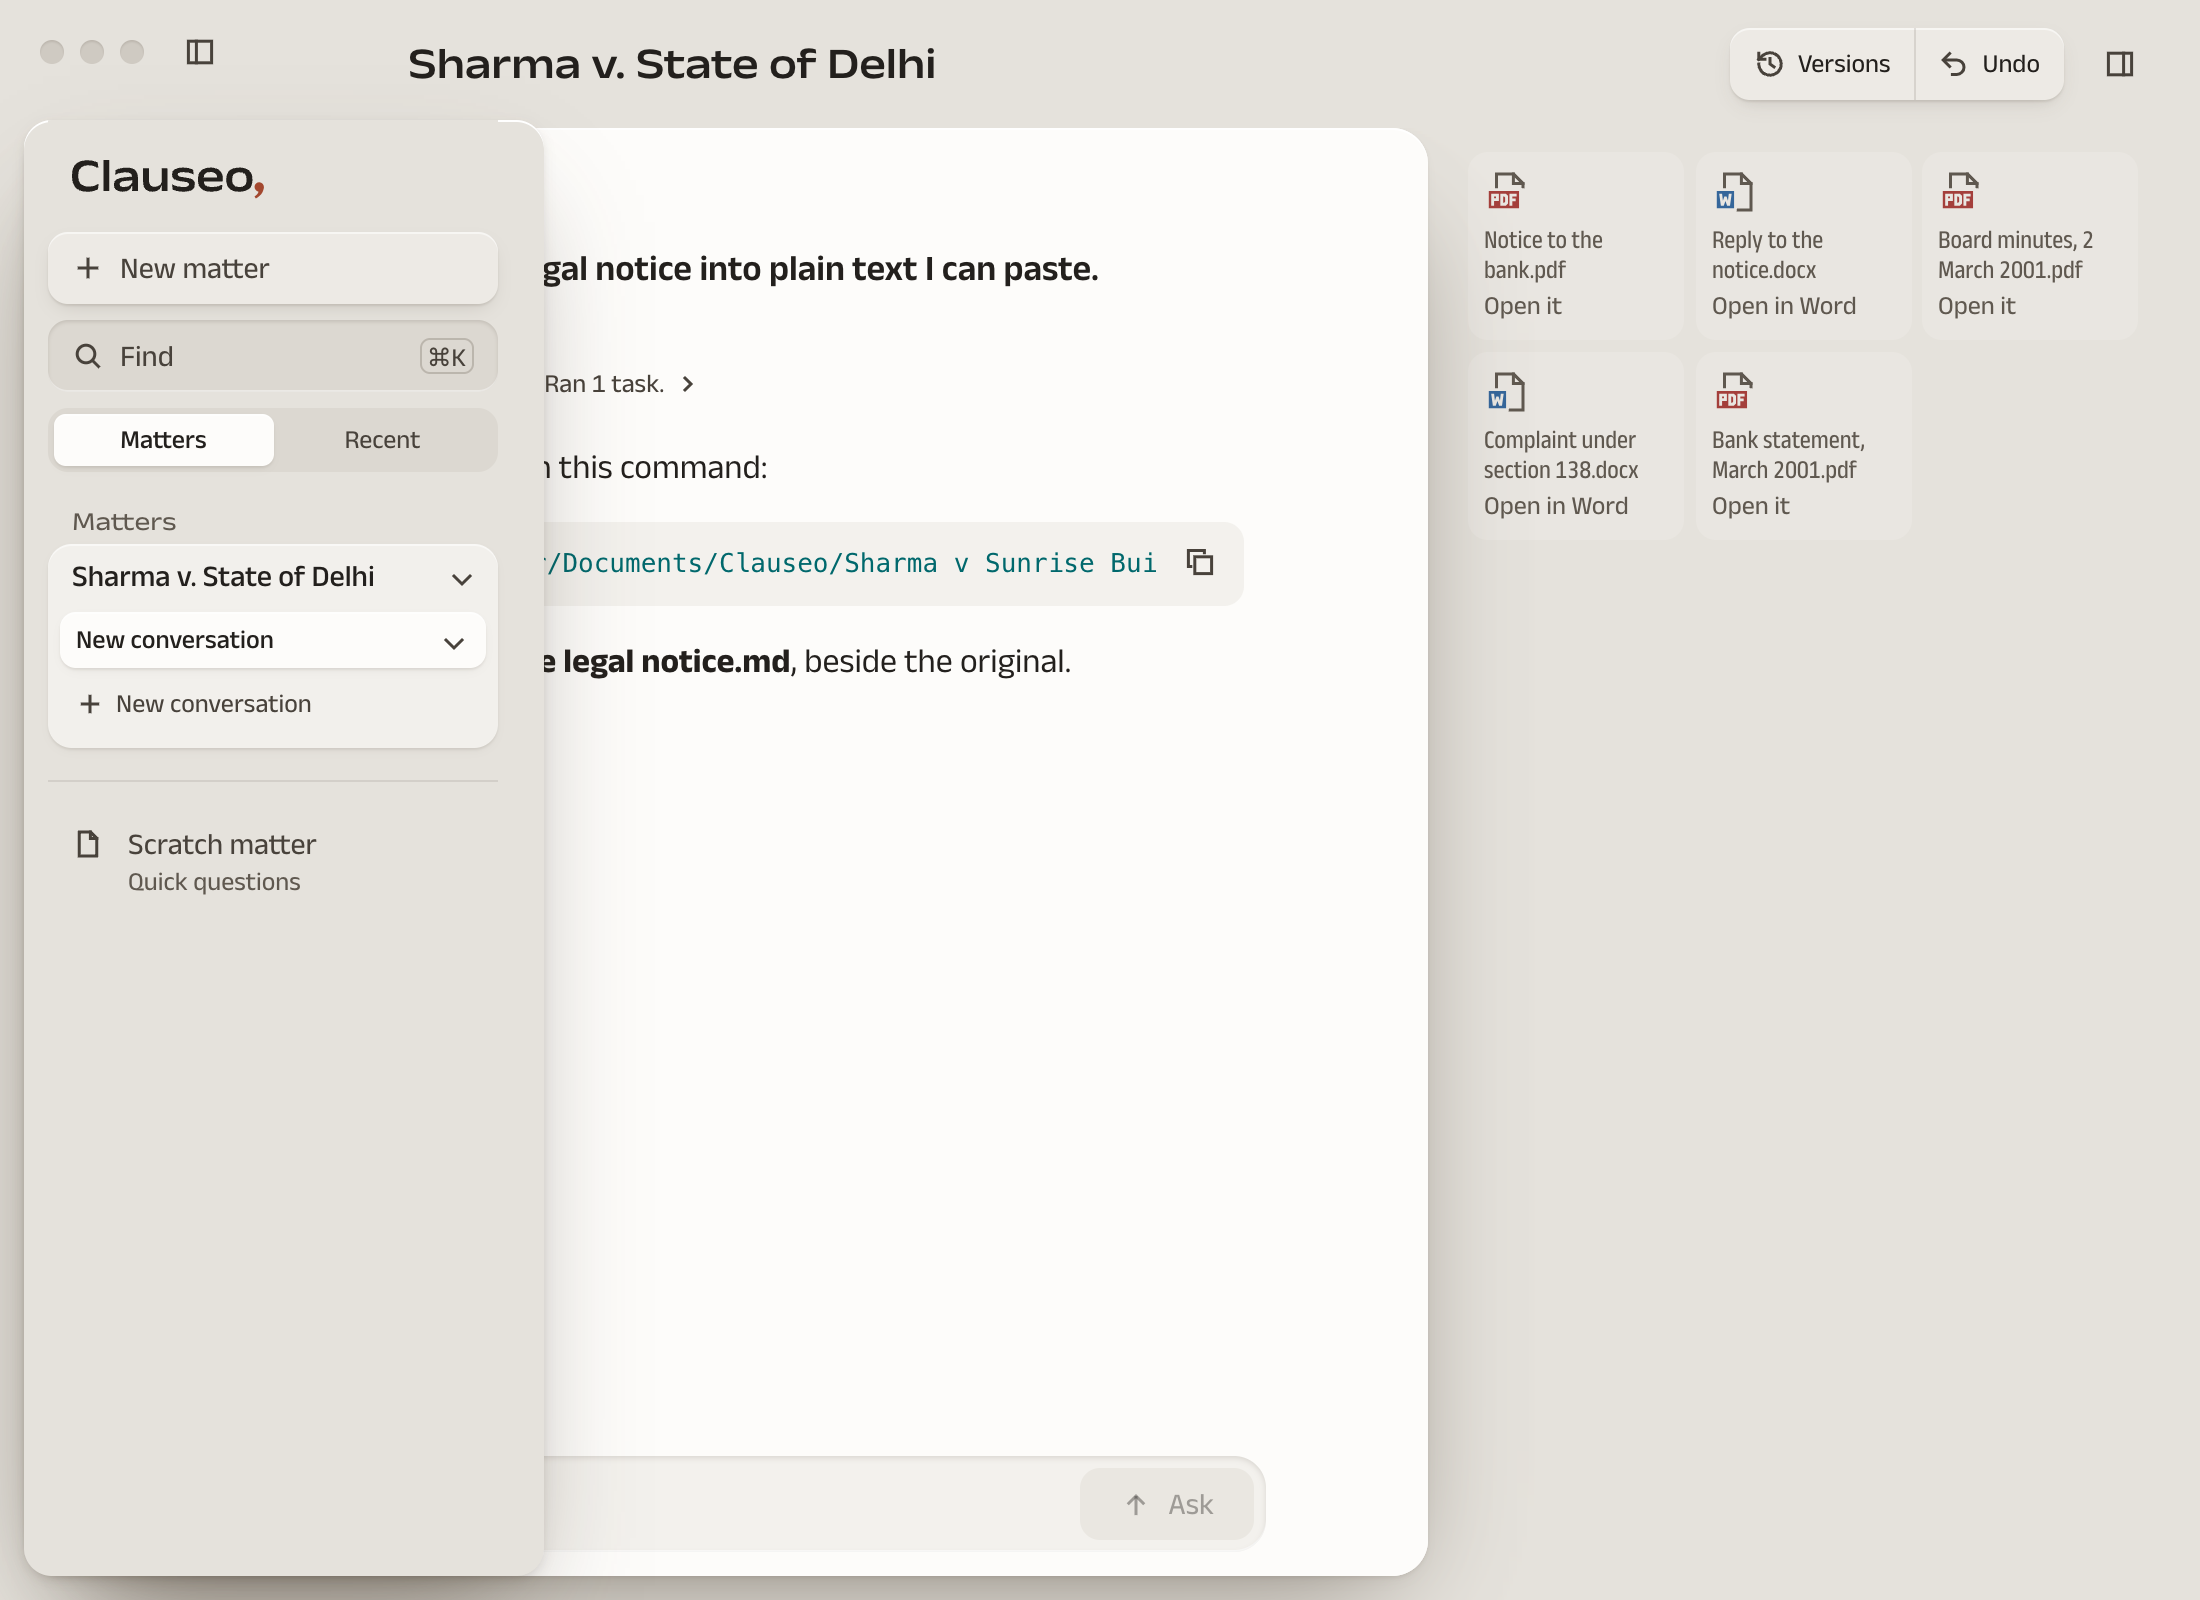 Sharma v. State of Delhi
Versions
Undo
Clauseo,
New matter
Find
⌘K
Matters
Recent
Matters
Sharma v. State of Delhi
New conversation
New conversation
Scratch matter
Quick questions
notice into plain text I can paste.
Ran 1 task.
this command:
/Documents/Clauseo/Sharma v Sunrise Bui
legal notice.md, beside the original.
Ask
Notice to the
bank.pdf
Open it
Reply to the
notice.docx
Open in Word
Board minutes, 2
March 2001.pdf
Open it
Complaint under
section 138.docx
Open in Word
Bank statement,
March 2001.pdf
Open it